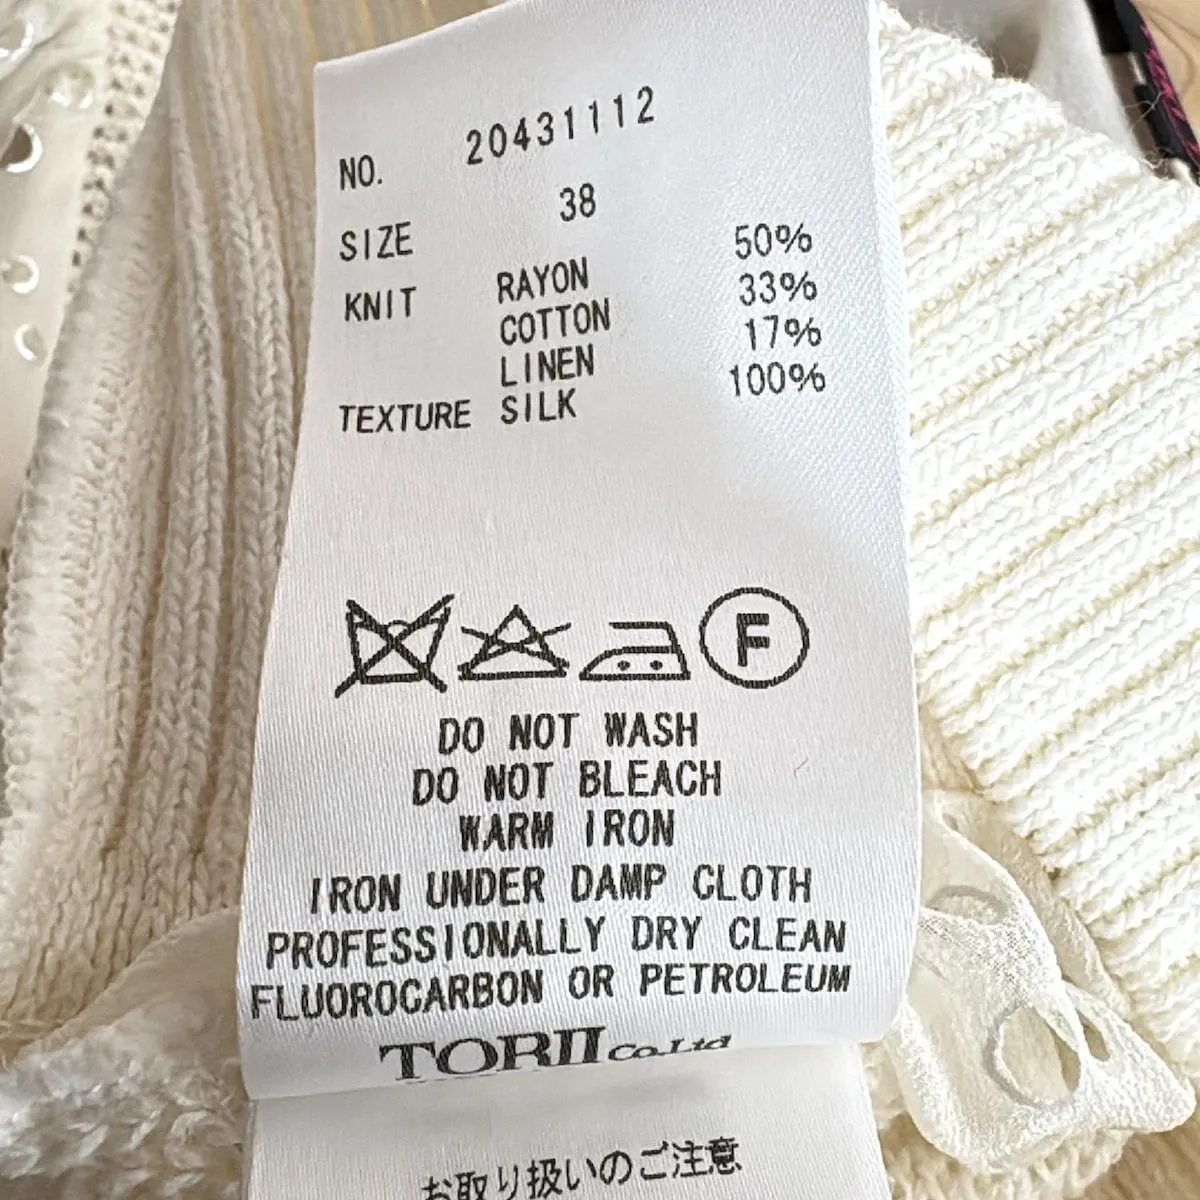 NO. 20431112
SIZE 38
KNIT RAYON 50%
COTTON 33%
LINEN 17%
TEXTURE SILK 100%
F
DO NOT WASH
DO NOT BLEACH
WARM IRON
IRON UNDER DAMP CLOTH
PROFESSIONALLY DRY CLEAN
FLUOROCARBON OR PETROLEUM
TORII Co.Ltd
お取り扱いのご注意